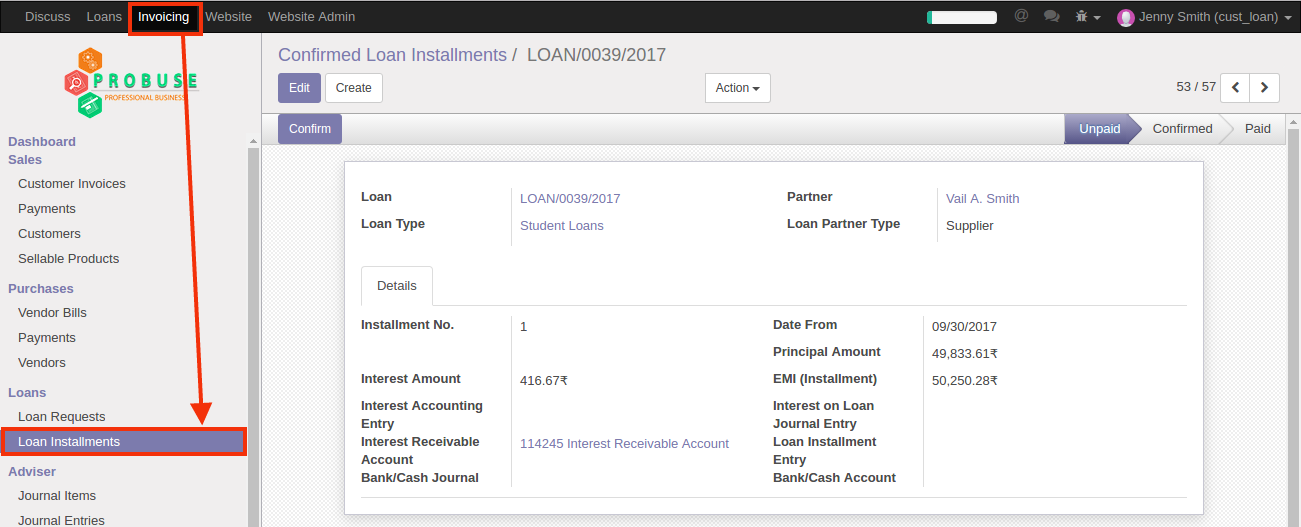 Discuss Loans Invoicing Website Website Admin
@ Jenny Smith (cust_loan)
PROBUSE
PROFESSIONAL BUSINESS
Dashboard
Sales
Customer Invoices
Payments
Customers
Sellable Products
Purchases
Vendor Bills
Payments
Vendors
Loans
Loan Requests
Loan Installments
Adviser
Journal Items
Journal Entries
Confirmed Loan Installments / LOAN/0039/2017
Edit Create Action 53 / 57
Confirm Unpaid Confirmed Paid
Loan LOAN/0039/2017 Partner Vail A. Smith
Loan Type Student Loans Loan Partner Type Supplier
Details
Installment No. 1 Date From 09/30/2017
Principal Amount 49,833.61₹
Interest Amount 416.67₹ EMI (Installment) 50,250.28₹
Interest Accounting Interest on Loan
Entry Journal Entry
Interest Receivable 114245 Interest Receivable Account Loan Installment
Account Entry
Bank/Cash Journal Bank/Cash Account